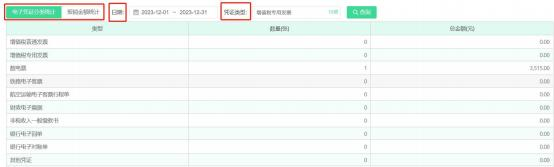 电子凭证分类统计 报销金额统计 日期: 2023-12-01 ~ 2023-12-31 凭证类型: 增值税专用发票 查询
类型 数量(张) 总金额(元)
增值税普通发票 0 0.00
增值税专用发票 0 0.00
数电票 1 2,515.00
铁路电子客票 0 0.00
航空运输电子客票行程单 0 0.00
财政电子票据 0 0.00
非税收入一般缴款书 0 0.00
银行电子回单 0 0.00
银行电子对账单 0 0.00
其他凭证 0 0.00